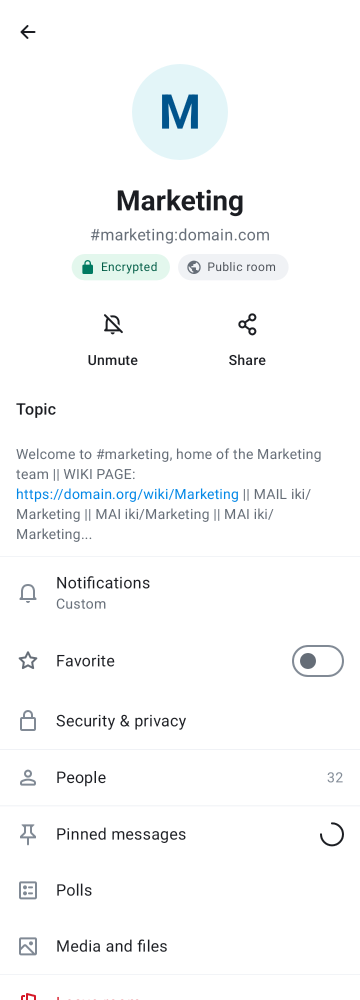 M
Marketing
#marketing:domain.com
Encrypted
Public room
Unmute
Share
Topic
Welcome to #marketing, home of the Marketing
team || WIKI PAGE:
https://domain.org/wiki/Marketing || MAIL iki/
Marketing || MAI iki/Marketing || MAI iki/
Marketing...
Notifications
Custom
Favorite
Security & privacy
People
32
Pinned messages
Polls
Media and files